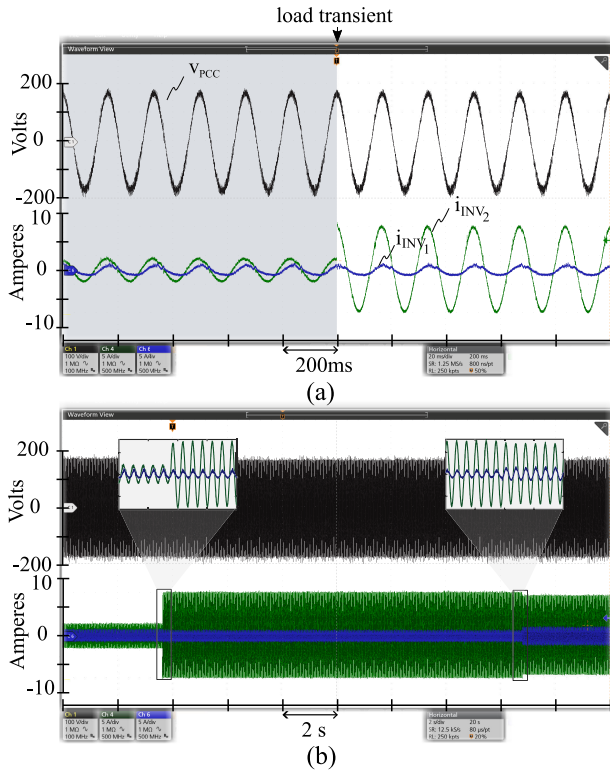 load transient
Waveform View
v_PCC
200
0
-200
Volts
10
0
-10
Amperes
i_INV_2
i_INV_1
Ch 1
100 V/div
1 MΩ
100 MHz
Ch 4
5 A/div
1 MΩ
500 MHz
Ch 6
5 A/div
1 MΩ
500 MHz
200ms
Horizontal
20 ms/div 200 ms
SR: 1.25 MS/s 800 ns/pt
RL: 250 kpts 50%
(a)
Waveform View
200
0
-200
Volts
10
0
-10
Amperes
Ch 1
100 V/div
1 MΩ
100 MHz
Ch 4
5 A/div
1 MΩ
500 MHz
Ch 6
5 A/div
1 MΩ
500 MHz
2 s
Horizontal
2 s/div 20 s
SR: 12.5 kS/s 80 µs/pt
RL: 250 kpts 20%
(b)